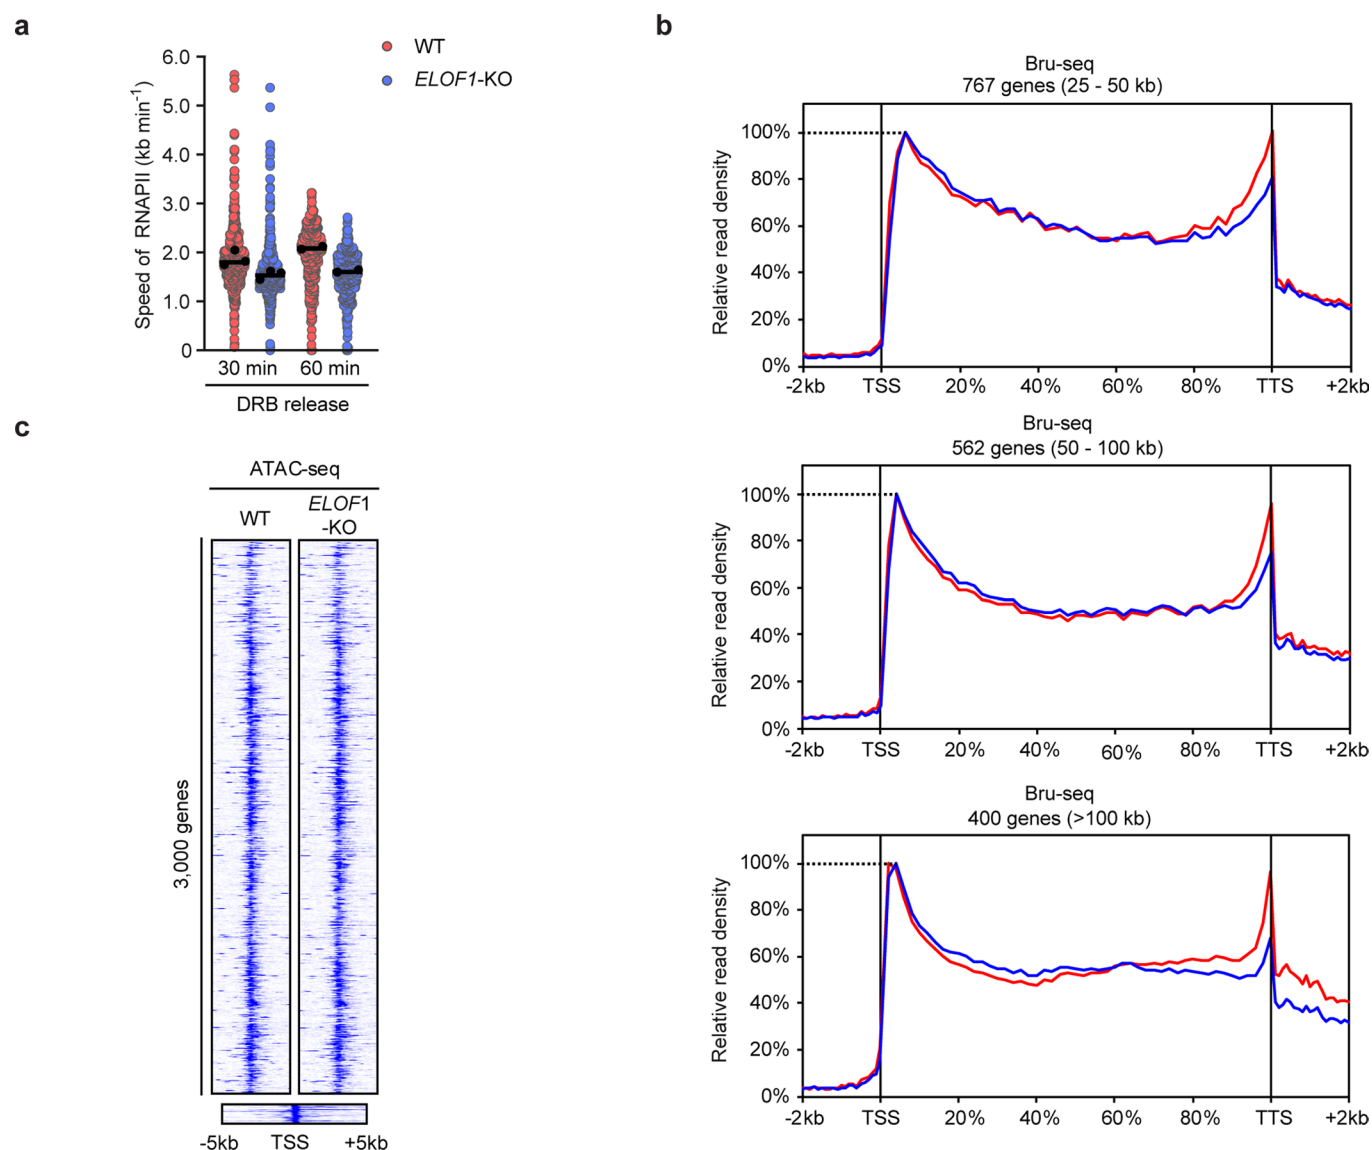 a
WT
ELOF1-KO
Speed of RNAPII (kb min-1)
6.0
5.0
4.0
3.0
2.0
1.0
0
30 min
60 min
DRB release
b
Bru-seq
767 genes (25 - 50 kb)
Relative read density
100%
80%
60%
40%
20%
0%
-2kb
TSS
20%
40%
60%
80%
TTS
+2kb
Bru-seq
562 genes (50 - 100 kb)
Relative read density
100%
80%
60%
40%
20%
0%
-2kb
TSS
20%
40%
60%
80%
TTS
+2kb
Bru-seq
400 genes (>100 kb)
Relative read density
100%
80%
60%
40%
20%
0%
-2kb
TSS
20%
40%
60%
80%
TTS
+2kb
c
ATAC-seq
WT
ELOF1
-KO
3,000 genes
-5kb
TSS
+5kb